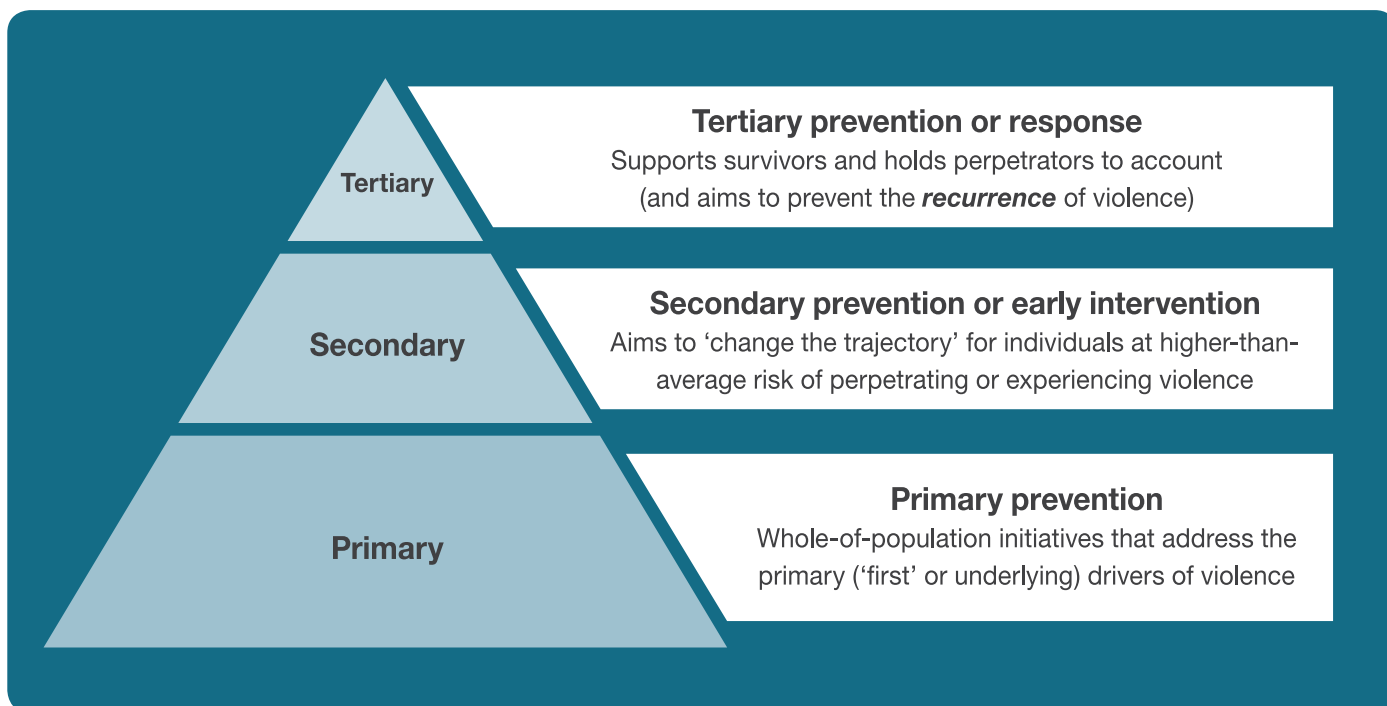 Tertiary
Tertiary prevention or response
Supports survivors and holds perpetrators to account
(and aims to prevent the recurrence of violence)
Secondary
Secondary prevention or early intervention
Aims to ‘change the trajectory’ for individuals at higher-than-
average risk of perpetrating or experiencing violence
Primary
Primary prevention
Whole-of-population initiatives that address the
primary (‘first’ or underlying) drivers of violence